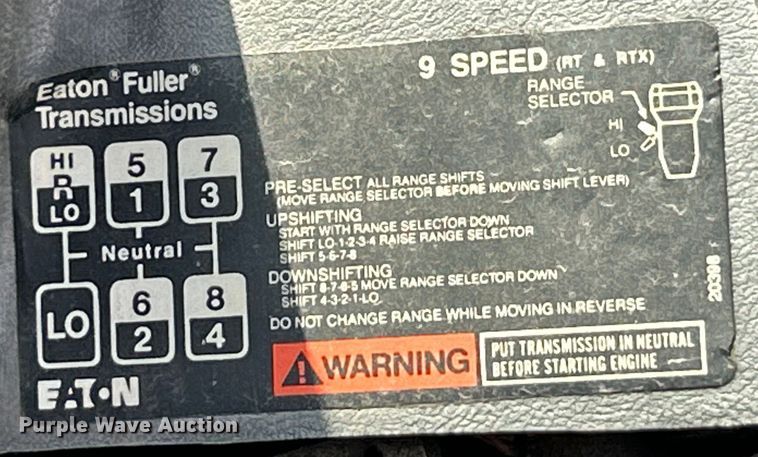 Eaton® Fuller®
Transmissions
9 SPEED (RT & RTX)
RANGE
SELECTOR
HI
LO
HI
R
LO
5
1
7
3
Neutral
LO
6
2
8
4
PRE-SELECT ALL RANGE SHIFTS
(MOVE RANGE SELECTOR BEFORE MOVING SHIFT LEVER)
UPSHIFTING
START WITH RANGE SELECTOR DOWN
SHIFT LO-1-2-3-4 RAISE RANGE SELECTOR
SHIFT 5-6-7-8
DOWNSHIFTING
SHIFT 8-7-6-5 MOVE RANGE SELECTOR DOWN
SHIFT 4-3-2-1-LO
DO NOT CHANGE RANGE WHILE MOVING IN REVERSE
WARNING
PUT TRANSMISSION IN NEUTRAL
BEFORE STARTING ENGINE
20398
EATON
Purple Wave Auction